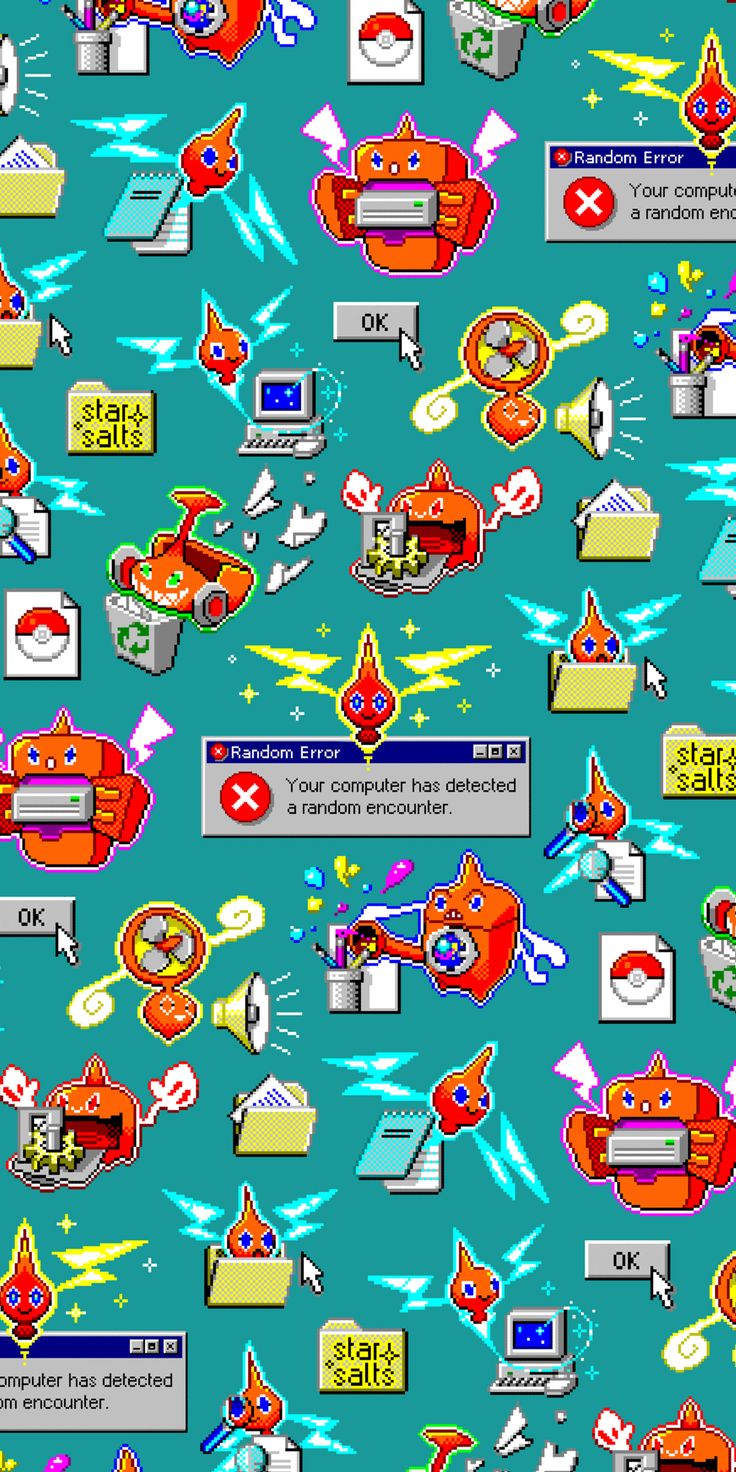 Random Error
Your compute
a random enc
OK
star
salts
Random Error
Your computer has detected
a random encounter.
star
salts
OK
OK
star
salts
omputer has detected
om encounter.